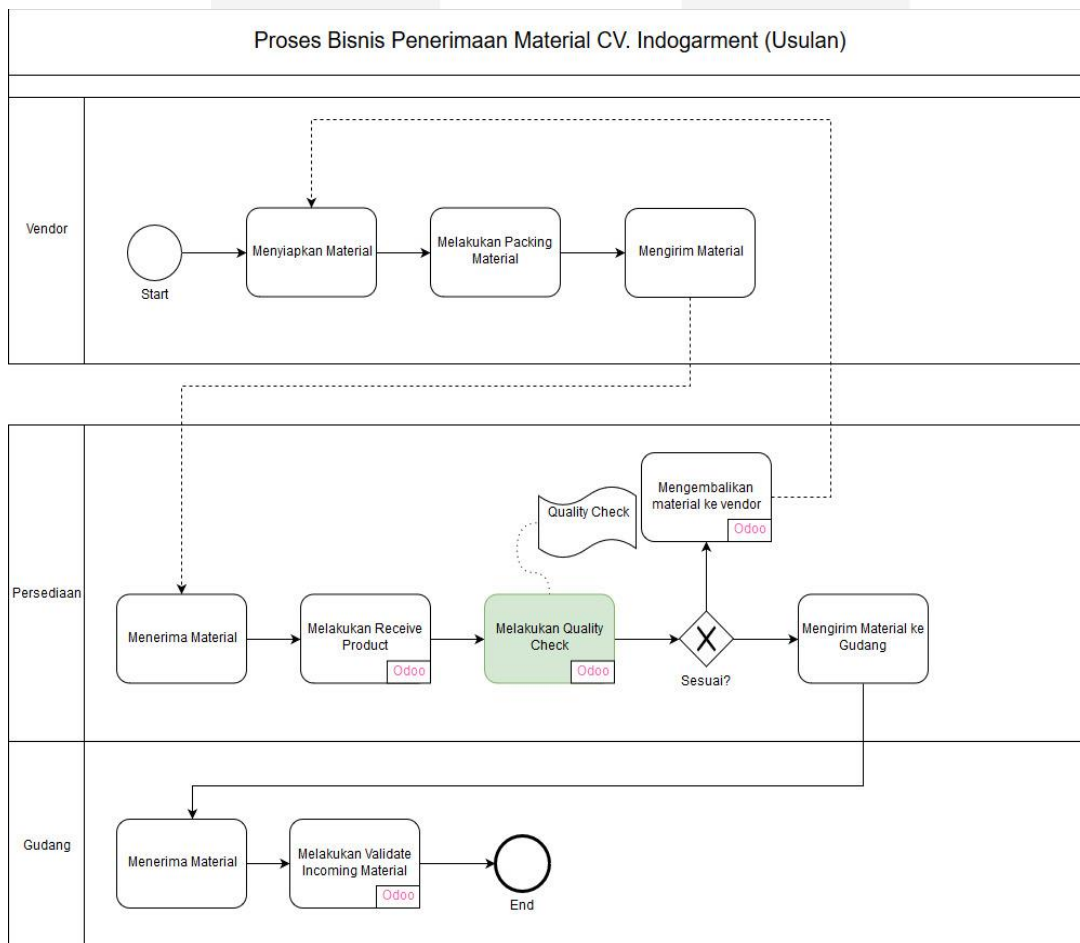 Proses Bisnis Penerimaan Material CV. Indogarment (Usulan)
Vendor
Start
Menyiapkan Material
Melakukan Packing
Material
Mengirim Material
Persediaan
Menerima Material
Melakukan Receive
Product
Odoo
Quality Check
Melakukan Quality
Check
Odoo
Sesuai?
Mengembalikan
material ke vendor
Odoo
Mengirim Material ke
Gudang
Gudang
Menerima Material
Melakukan Validate
Incoming Material
Odoo
End